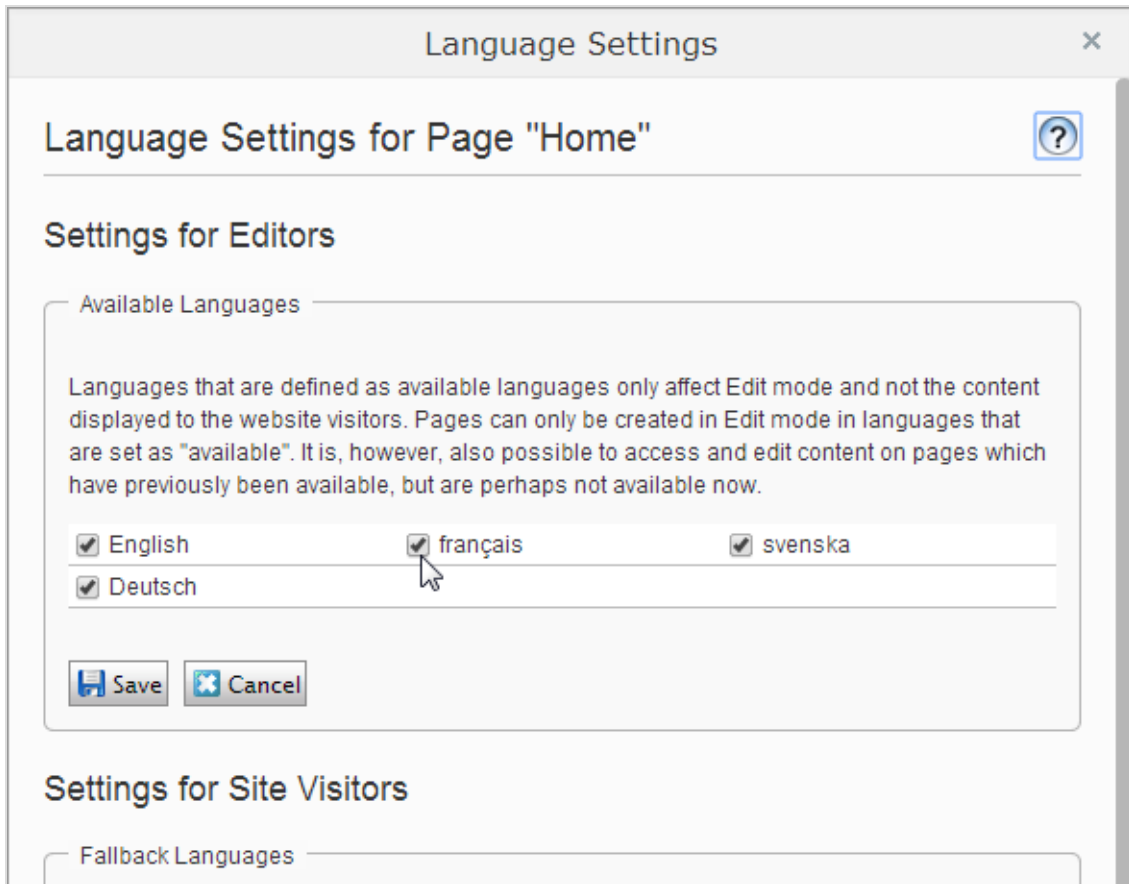 Language Settings
Language Settings for Page "Home"
Settings for Editors
Available Languages
Languages that are defined as available languages only affect Edit mode and not the content
displayed to the website visitors. Pages can only be created in Edit mode in languages that
are set as "available". It is, however, also possible to access and edit content on pages which
have previously been available, but are perhaps not available now.
English français svenska
Deutsch
Save Cancel
Settings for Site Visitors
Fallback Languages